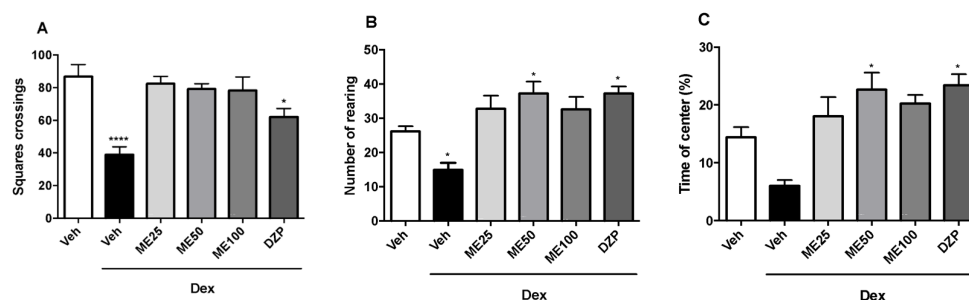 A
Squares crossings
100
80
60
40
20
0
****
*
Veh
Veh
ME25
ME50
ME100
DZP
Dex
B
Number of rearing
50
40
30
20
10
0
*
*
*
Veh
Veh
ME25
ME50
ME100
DZP
Dex
C
Time of center (%)
30
20
10
0
*
*
Veh
Veh
ME25
ME50
ME100
DZP
Dex